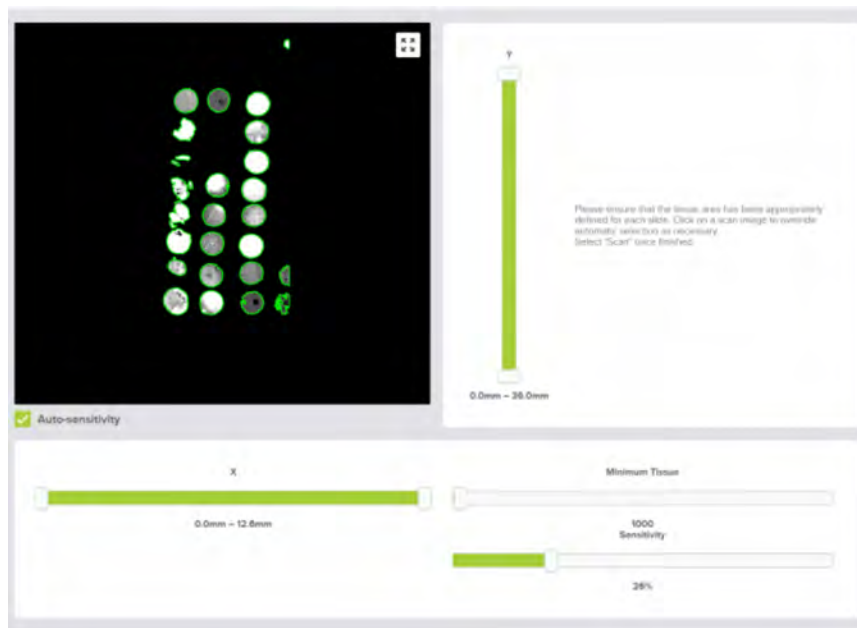 Y
Please ensure that the tissue area has been appropriately
defined for each slide. Click on a scan image to override
automatic selection as necessary.
Select "Scan" once finished.
0.0mm – 36.0mm
Auto-sensitivity
X
0.0mm – 12.6mm
Minimum Tissue
1000
Sensitivity
26%